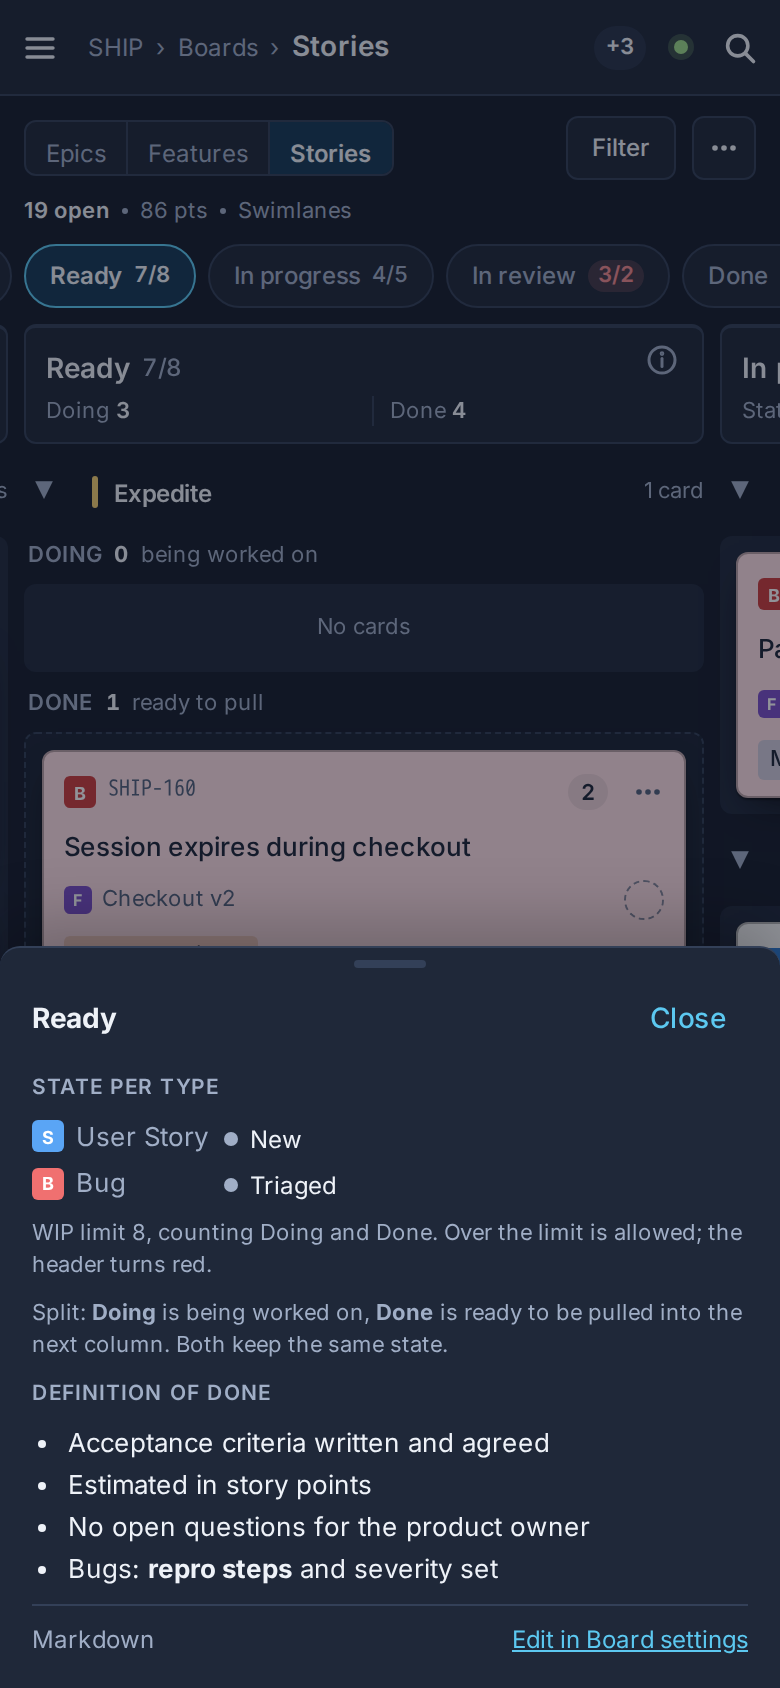 SHIP › Boards › Stories +3
Epics Features Stories Filter •••
19 open • 86 pts • Swimlanes
Ready 7/8 In progress 4/5 In review 3/2 Done
Ready 7/8
Doing 3 Done 4
In
Stat
s ▼ Expedite 1 card ▼
DOING 0 being worked on
No cards
DONE 1 ready to pull
B SHIP-160 2 •••
Session expires during checkout
F Checkout v2
B
Pa
F
Ready Close
STATE PER TYPE
S User Story • New
B Bug • Triaged
WIP limit 8, counting Doing and Done. Over the limit is allowed; the
header turns red.
Split: Doing is being worked on, Done is ready to be pulled into the
next column. Both keep the same state.
DEFINITION OF DONE
• Acceptance criteria written and agreed
• Estimated in story points
• No open questions for the product owner
• Bugs: repro steps and severity set
Markdown Edit in Board settings